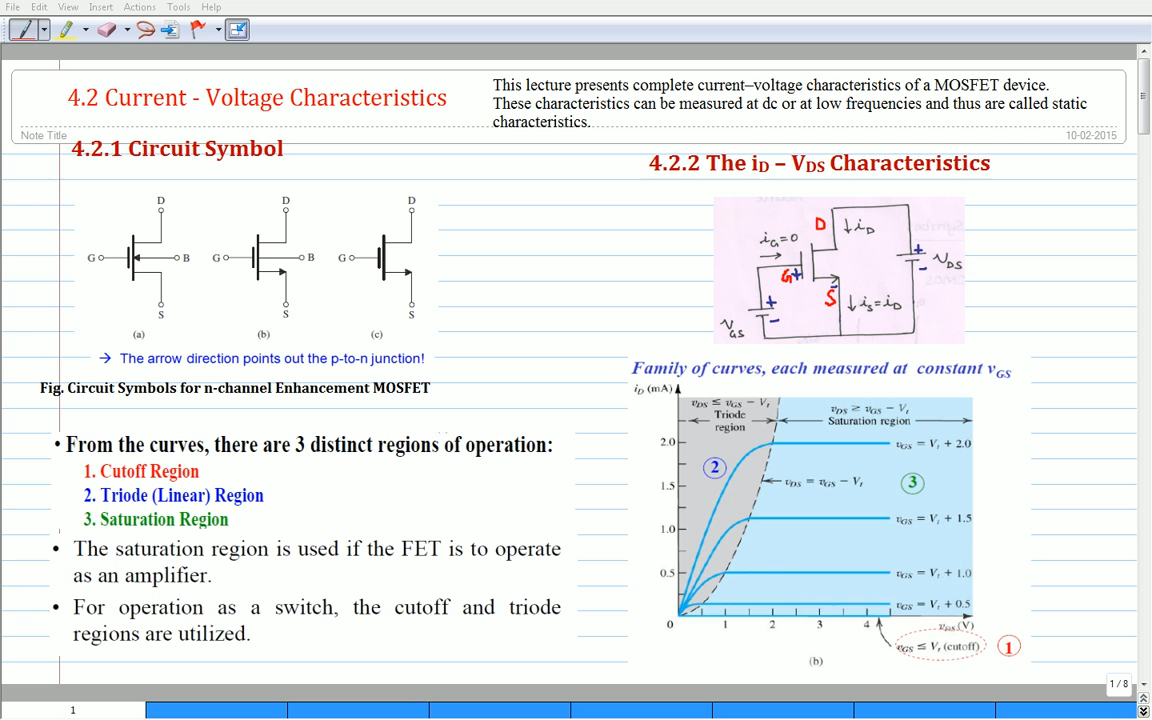 File Edit View Insert Actions Tools Help
4.2 Current - Voltage Characteristics
This lecture presents complete current–voltage characteristics of a MOSFET device.
These characteristics can be measured at dc or at low frequencies and thus are called static
characteristics.
Note Title
10-02-2015
4.2.1 Circuit Symbol
4.2.2 The iD – VDS Characteristics
D D D
G B G B G
S S S
(a) (b) (c)
→ The arrow direction points out the p-to-n junction!
Fig. Circuit Symbols for n-channel Enhancement MOSFET
D ↓iD
iG=0
G+
+ - VDS
S ↓iS=iD
+ - VGS
• From the curves, there are 3 distinct regions of operation:
1. Cutoff Region
2. Triode (Linear) Region
3. Saturation Region
• The saturation region is used if the FET is to operate
as an amplifier.
• For operation as a switch, the cutoff and triode
regions are utilized.
Family of curves, each measured at constant vGS
iD (mA)
vDS ≤ vGS − Vt
Triode
region
vDS ≥ vGS − Vt
Saturation region
2.0
vGS = Vt + 2.0
2
3
1.5
vDS = vGS − Vt
vGS = Vt + 1.5
1.0
0.5
vGS = Vt + 1.0
vGS = Vt + 0.5
0 1 2 3 4 vDS (V)
vGS ≤ Vt (cutoff)
1
(b)
1 / 8
1